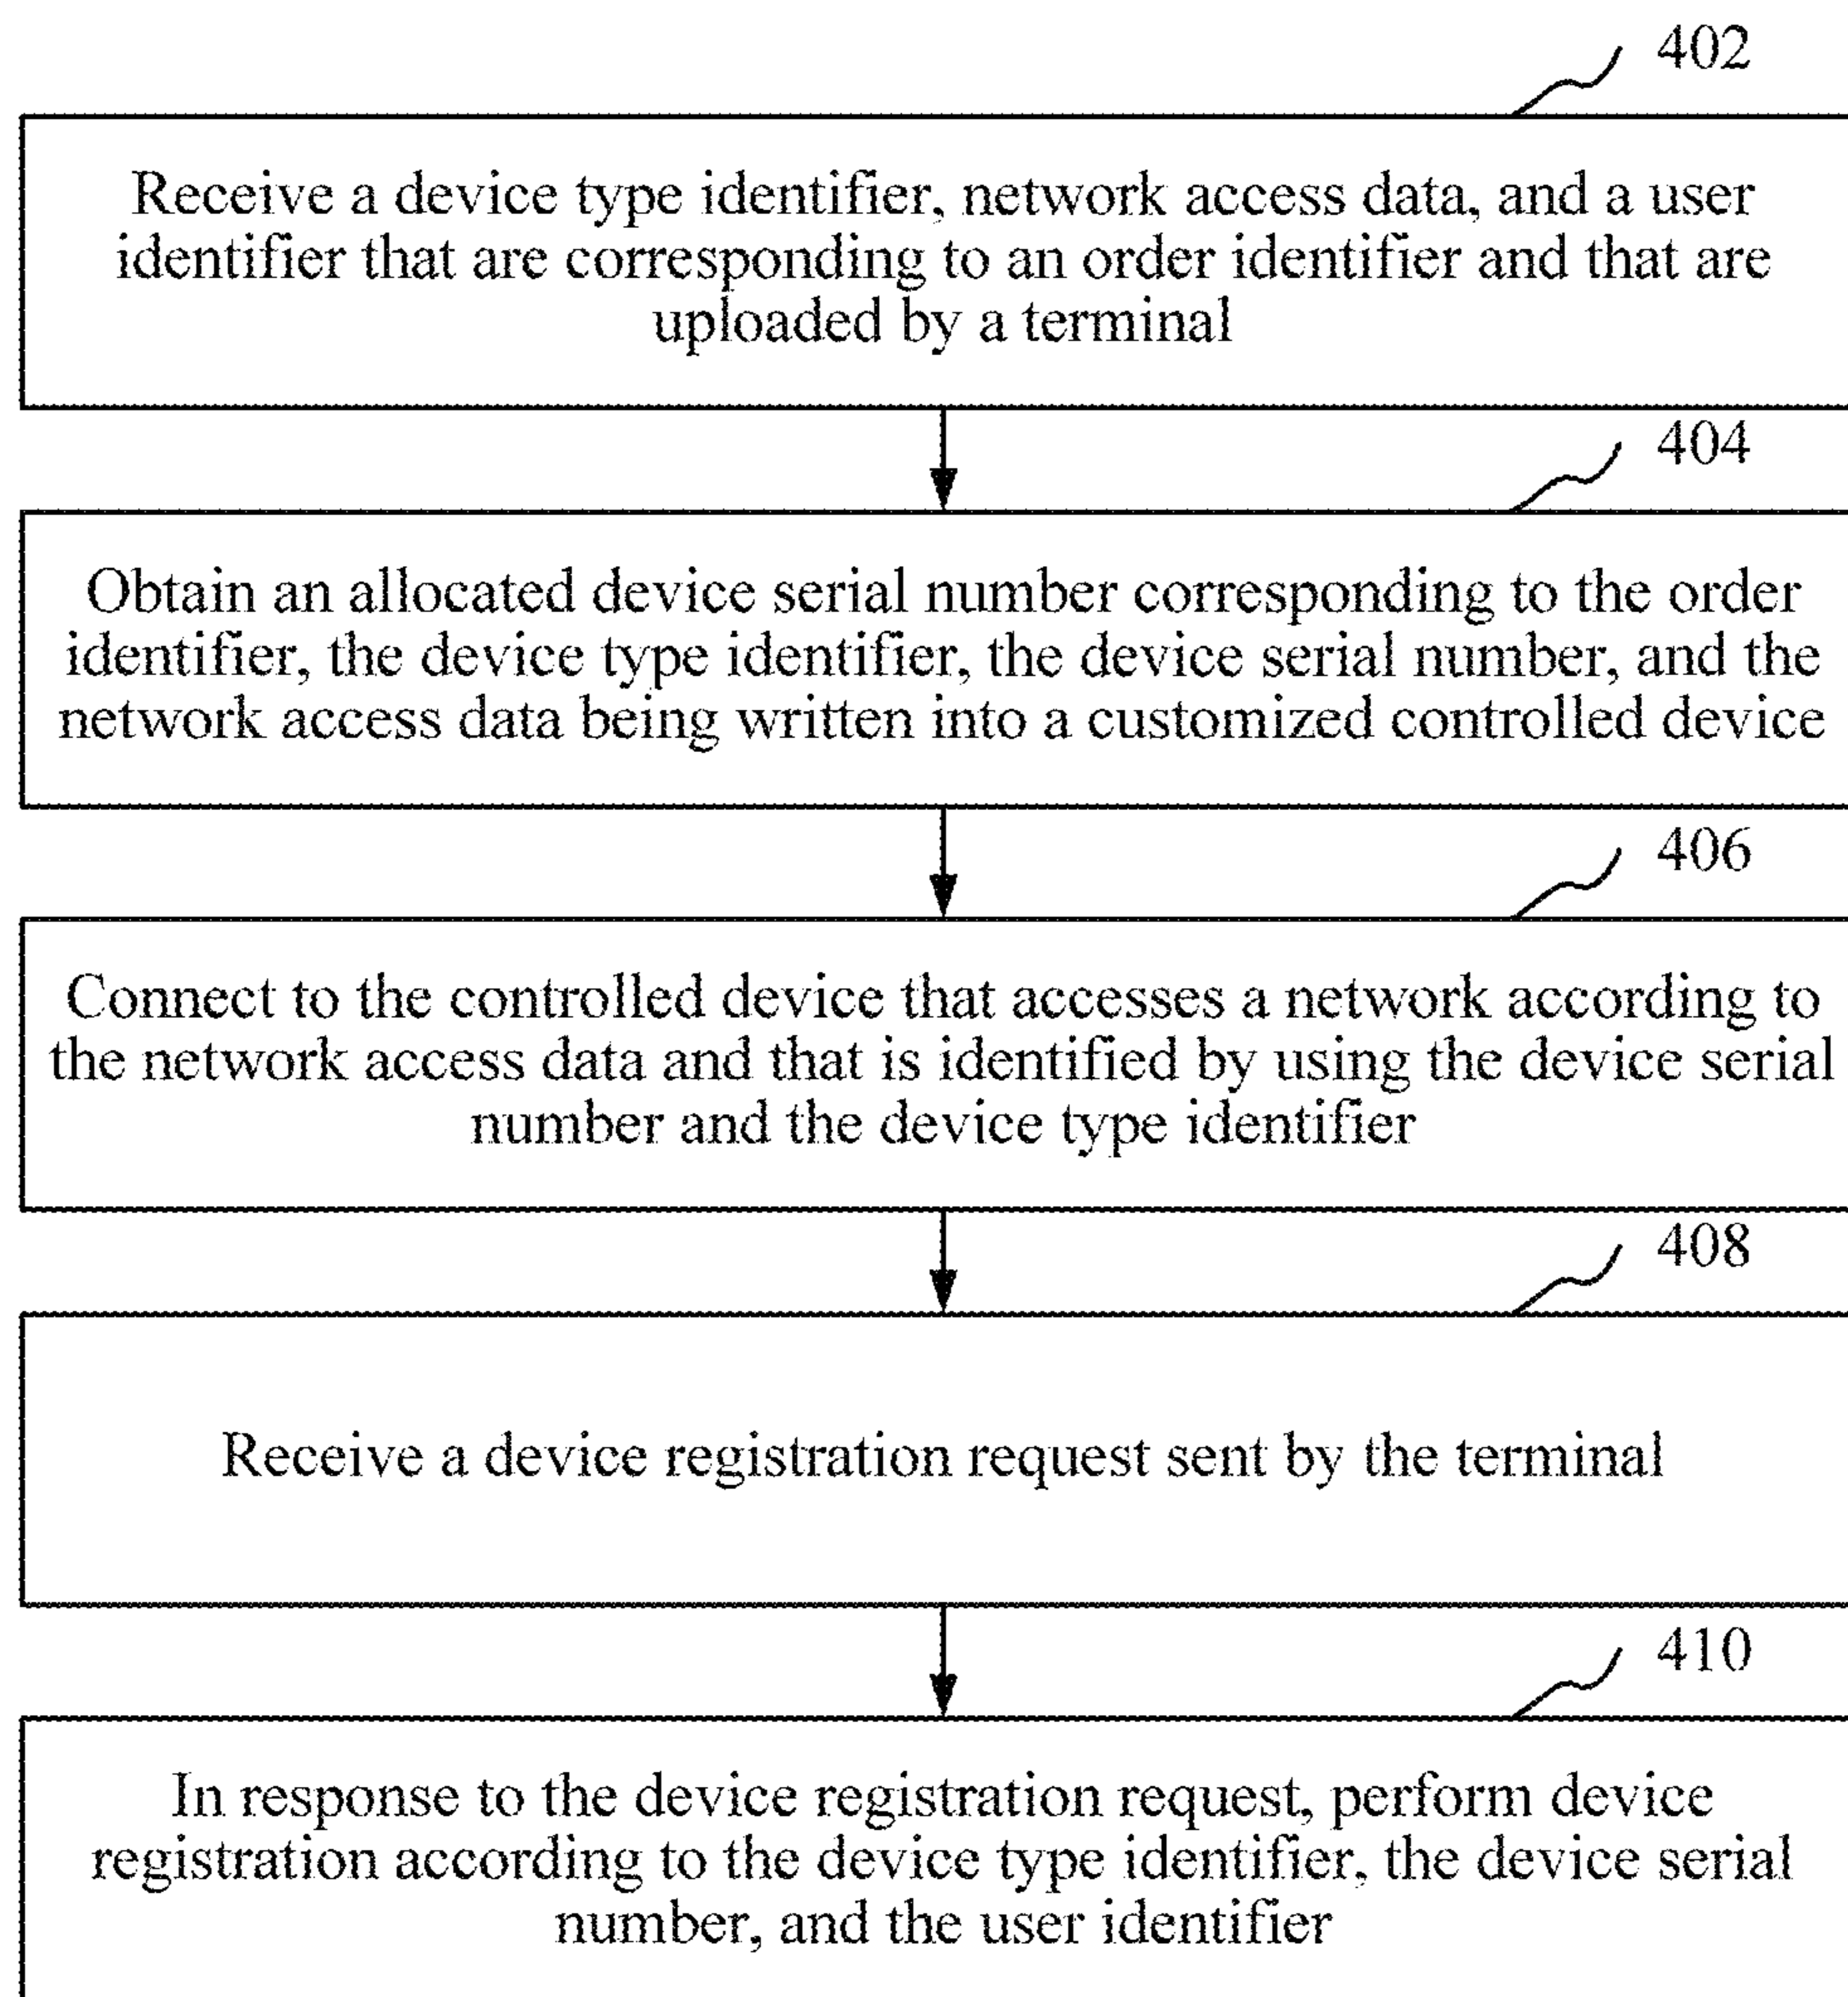 402
Receive a device type identifier, network access data, and a user
identifier that are corresponding to an order identifier and that are
uploaded by a terminal
404
Obtain an allocated device serial number corresponding to the order
identifier, the device type identifier, the device serial number, and the
network access data being written into a customized controlled device
406
Connect to the controlled device that accesses a network according to
the network access data and that is identified by using the device serial
number and the device type identifier
408
Receive a device registration request sent by the terminal
410
In response to the device registration request, perform device
registration according to the device type identifier, the device serial
number, and the user identifier